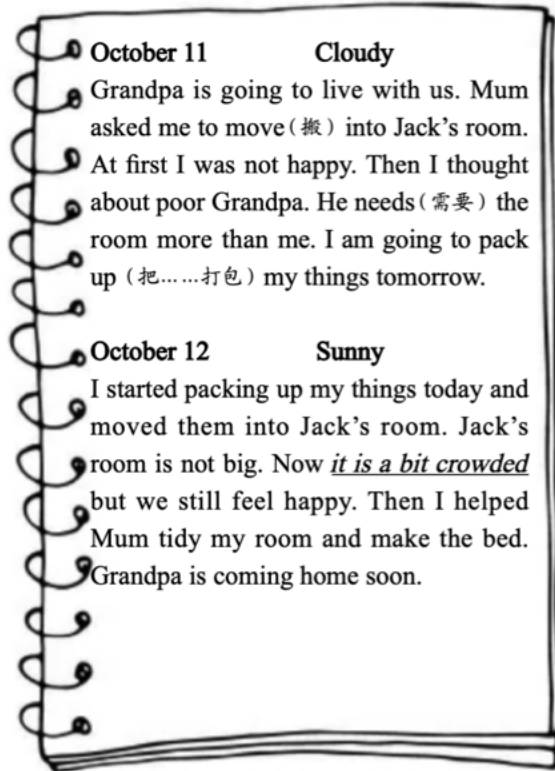 October 11 Cloudy
Grandpa is going to live with us. Mum
asked me to move(搬) into Jack's room.
At first I was not happy. Then I thought
about poor Grandpa. He needs(需要) the
room more than me. I am going to pack
up (把……打包) my things tomorrow.
October 12 Sunny
I started packing up my things today and
moved them into Jack's room. Jack's
room is not big. Now it is a bit crowded
but we still feel happy. Then I helped
Mum tidy my room and make the bed.
Grandpa is coming home soon.